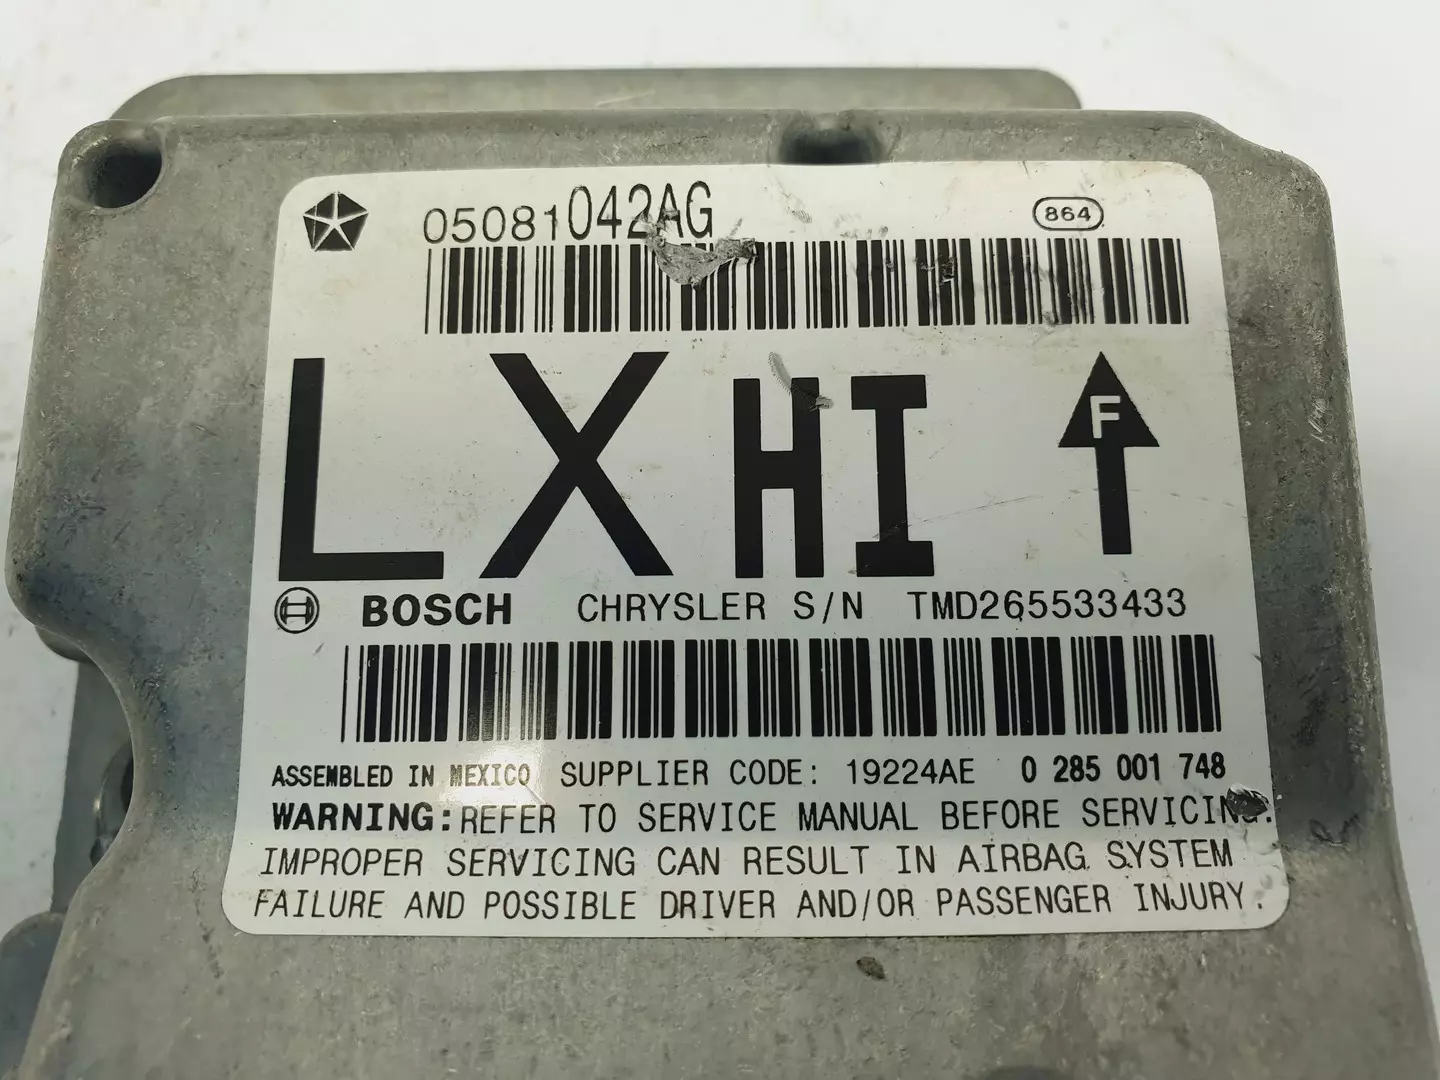 05081042AG
864
LX HI
F
BOSCH CHRYSLER S/N TMD265533433
ASSEMBLED IN MEXICO SUPPLIER CODE: 19224AE 0 285 001 748
WARNING: REFER TO SERVICE MANUAL BEFORE SERVICING.
IMPROPER SERVICING CAN RESULT IN AIRBAG SYSTEM
FAILURE AND POSSIBLE DRIVER AND/OR PASSENGER INJURY.